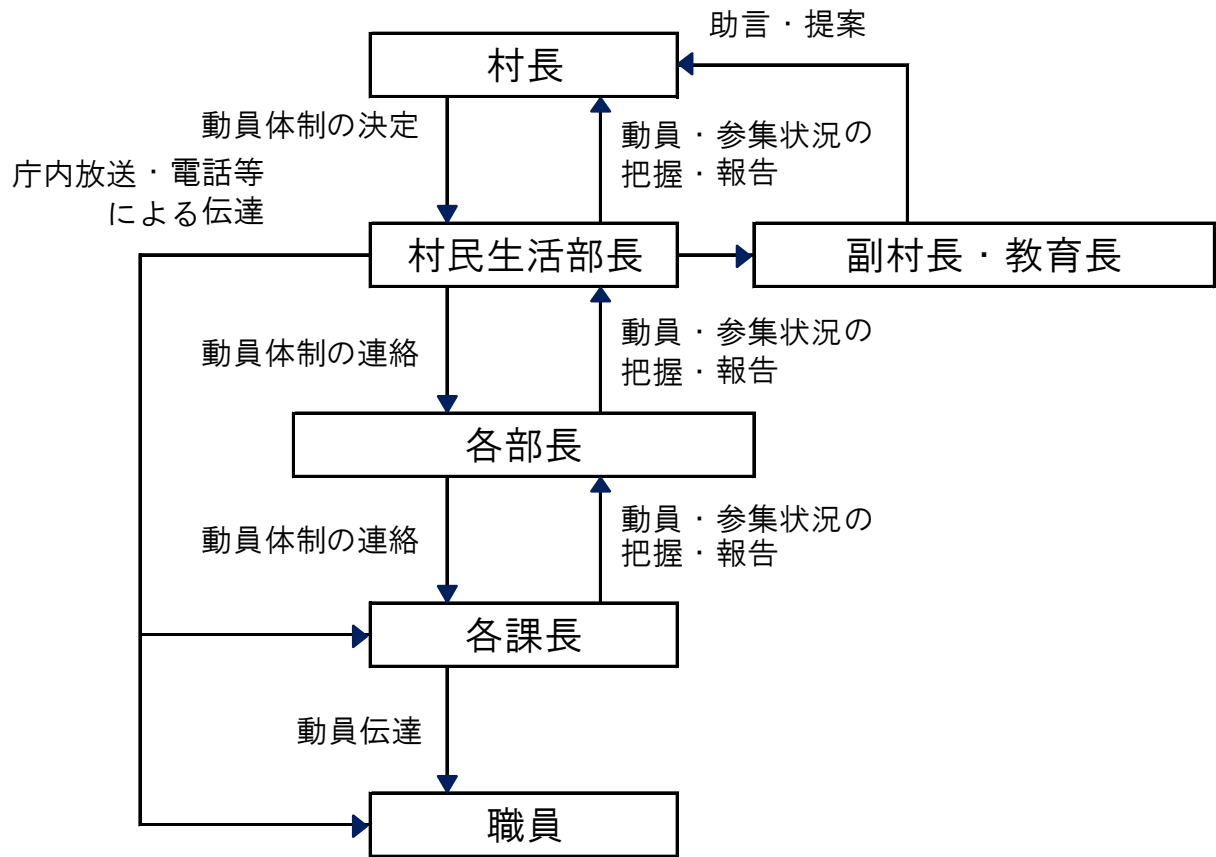 助言・提案
村長
動員体制の決定
動員・参集状況の
把握・報告
庁内放送・電話等
による伝達
村民生活部長
副村長・教育長
動員体制の連絡
動員・参集状況の
把握・報告
各部長
動員体制の連絡
動員・参集状況の
把握・報告
各課長
動員伝達
職員